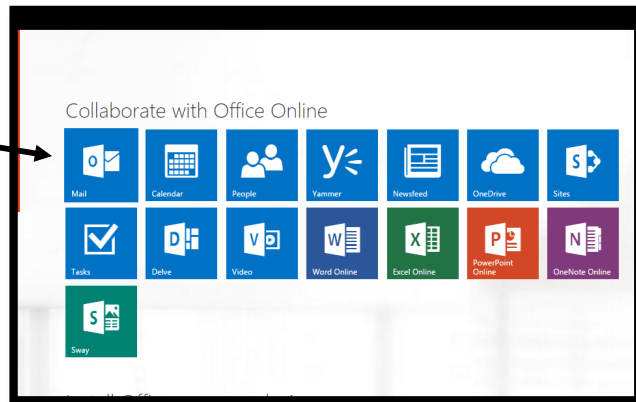 Collaborate with Office Online
Mail Calendar People Yammer Newsfeed OneDrive Sites
Tasks Delve Video Word Online Excel Online PowerPoint Online OneNote Online
Sway